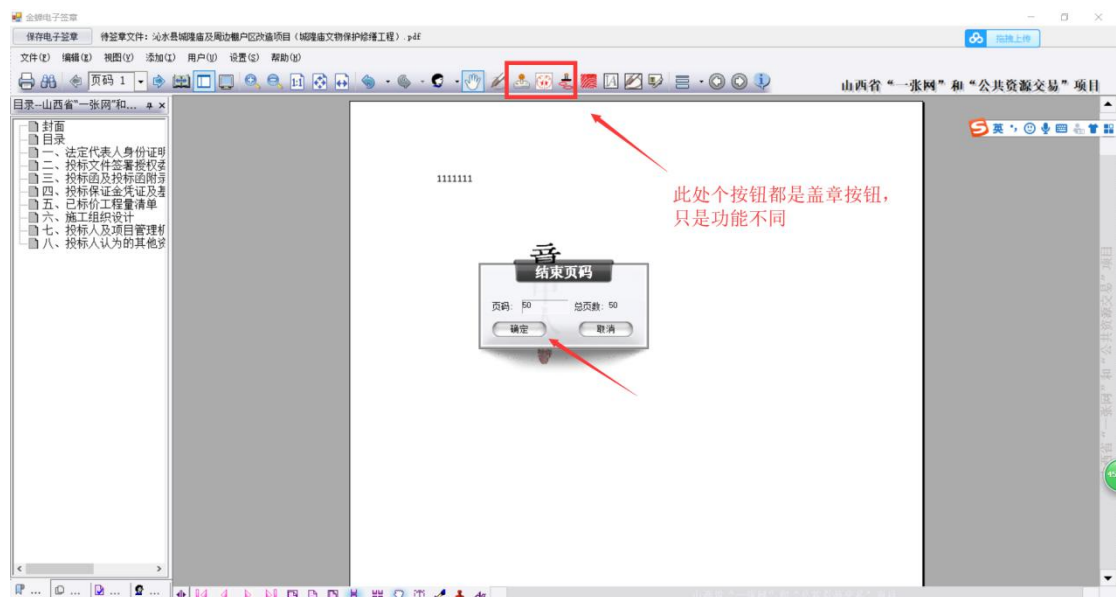 金蝉电子签章
保存电子签章 待签章文件: 沁水县城隍庙及周边棚户区改造项目(城隍庙文物保护修缮工程).pdf
拖拽上传
文件(F) 编辑(E) 视图(V) 添加(I) 用户(U) 设置(S) 帮助(H)
页码 1
山西省“一张网”和“公共资源交易”项目
目录--山西省"一张网"和...
英
封面
目录
一、法定代表人身份证明
二、投标文件签署授权委
三、投标函及投标函附录
四、投标保证金凭证及基
五、已标价工程量清单
六、施工组织设计
七、投标人及项目管理机
八、投标人认为的其他资
1111111
此处个按钮都是盖章按钮,
只是功能不同
音
结束页码
页码: 50 总页数: 50
确定 取消